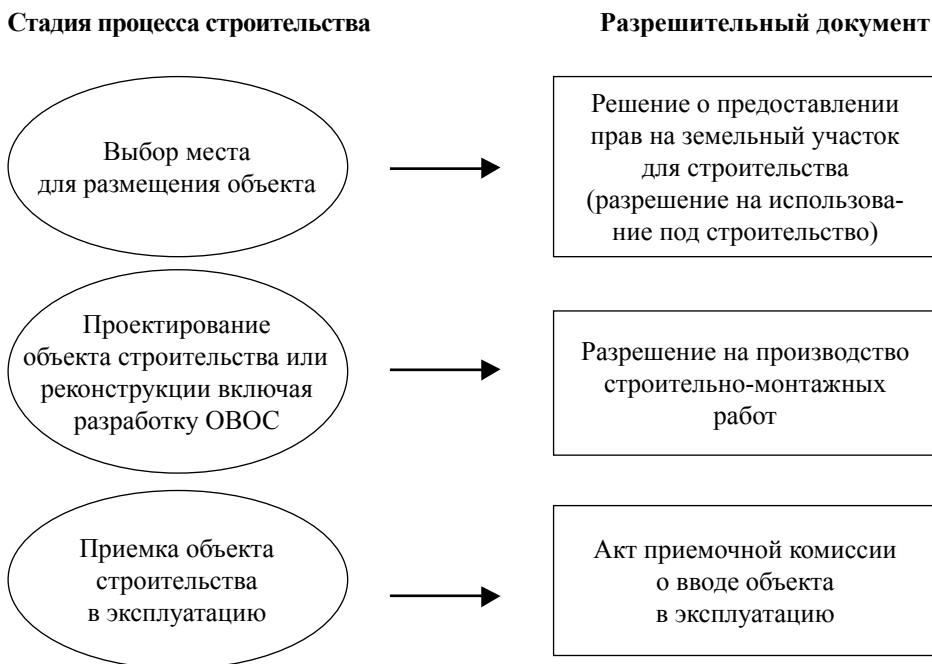 Стадия процесса строительства
Разрешительный документ
Выбор места
для размещения объекта
Решение о предоставлении
прав на земельный участок
для строительства
(разрешение на использова-
ние под строительство)
Проектирование
объекта строительства или
реконструкции включая
разработку ОВОС
Разрешение на производство
строительно-монтажных
работ
Приемка объекта
строительства
в эксплуатацию
Акт приемочной комиссии
о вводе объекта
в эксплуатацию